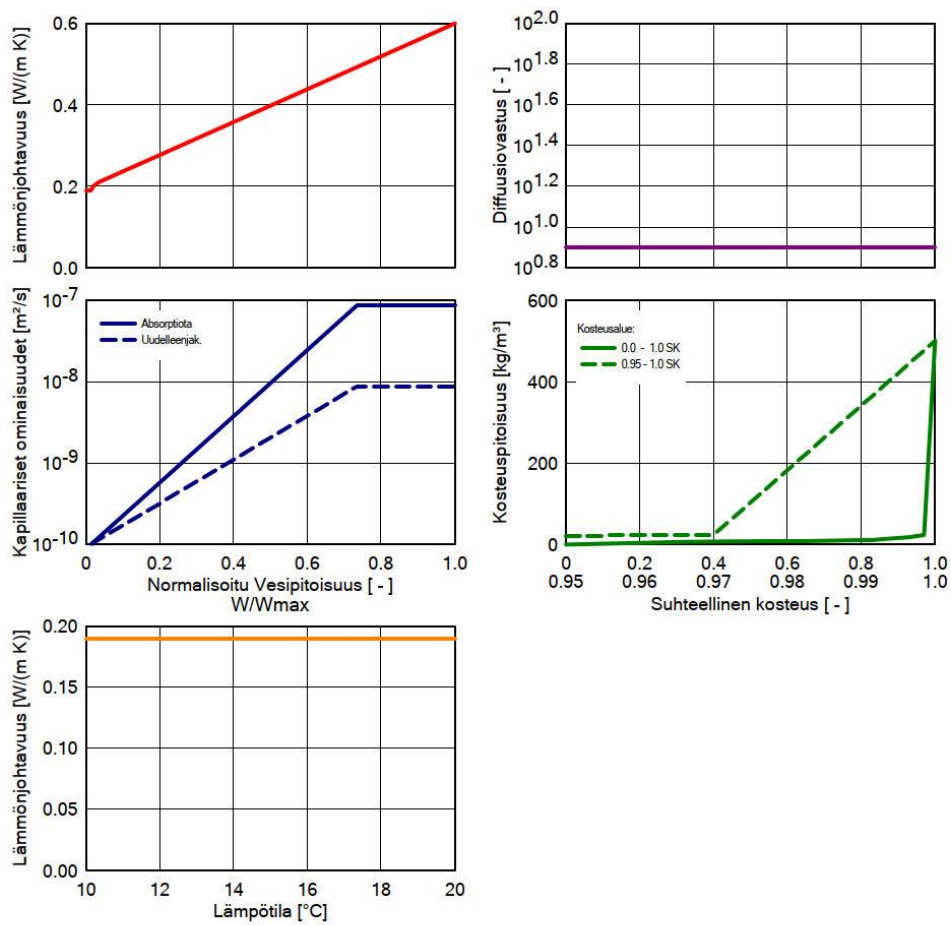 Lämmönjohtavuus [W/(m K)]
0.6
0.4
0.2
0.0
Diffuusiovastus [ - ]
10^2.0
10^1.8
10^1.6
10^1.4
10^1.2
10^1.0
10^0.8
Kapillaariset ominaisuudet [m²/s]
10^-7
10^-8
10^-9
10^-10
Absorptiota
Uudelleenjak.
0.0 0.2 0.4 0.6 0.8 1.0
Normalisoitu Vesipitoisuus [ - ]
W/Wmax
Kosteuspitoisuus [kg/m³]
600
400
200
0
Kosteusalue:
0.0 - 1.0 SK
0.95 - 1.0 SK
0.0 0.2 0.4 0.6 0.8 1.0
0.95 0.96 0.97 0.98 0.99 1.0
Suhteellinen kosteus [ - ]
Lämmönjohtavuus [W/(m K)]
0.20
0.15
0.10
0.05
0.00
10 12 14 16 18 20
Lämpötila [°C]